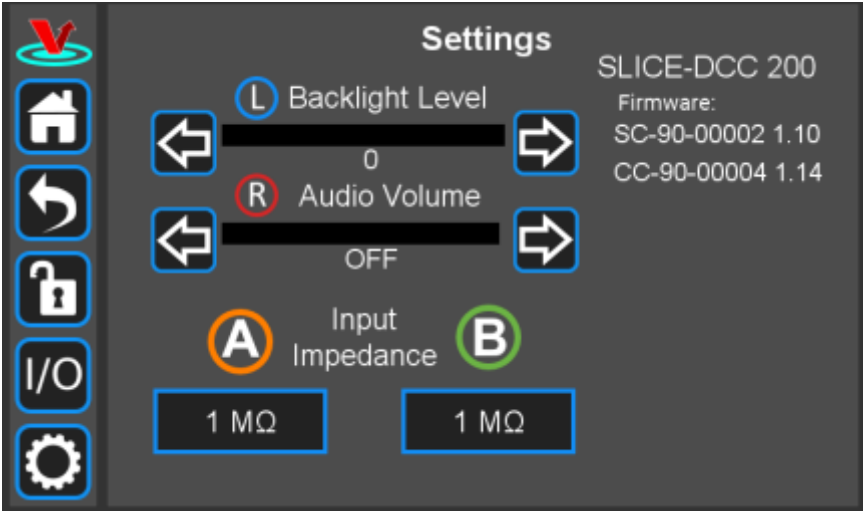 Settings
SLICE-DCC 200
Firmware:
SC-90-00002 1.10
CC-90-00004 1.14
L Backlight Level
0
R Audio Volume
OFF
A Input Impedance B
1 MΩ 1 MΩ
I/O